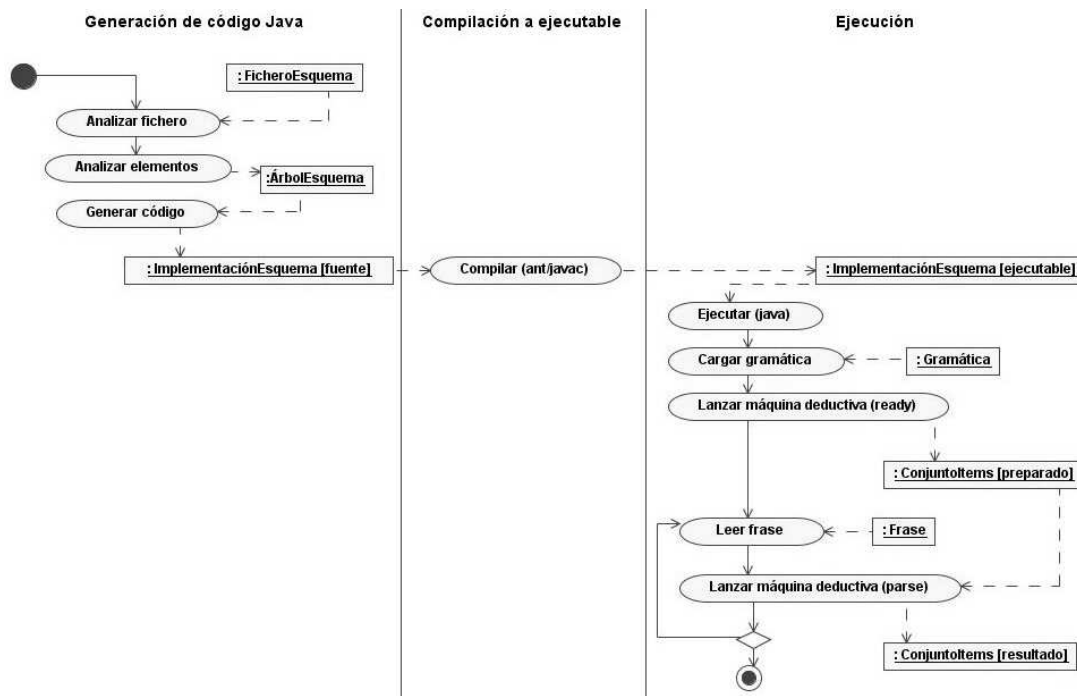 Generación de código Java
Compilación a ejecutable
Ejecución
: FicheroEsquema
Analizar fichero
Analizar elementos
:ÁrbolEsquema
Generar código
: ImplementaciónEsquema [fuente]
Compilar (ant/javac)
: ImplementaciónEsquema [ejecutable]
Ejecutar (java)
Cargar gramática
: Gramática
Lanzar máquina deductiva (ready)
: ConjuntoItems [preparado]
Leer frase
: Frase
Lanzar máquina deductiva (parse)
: ConjuntoItems [resultado]